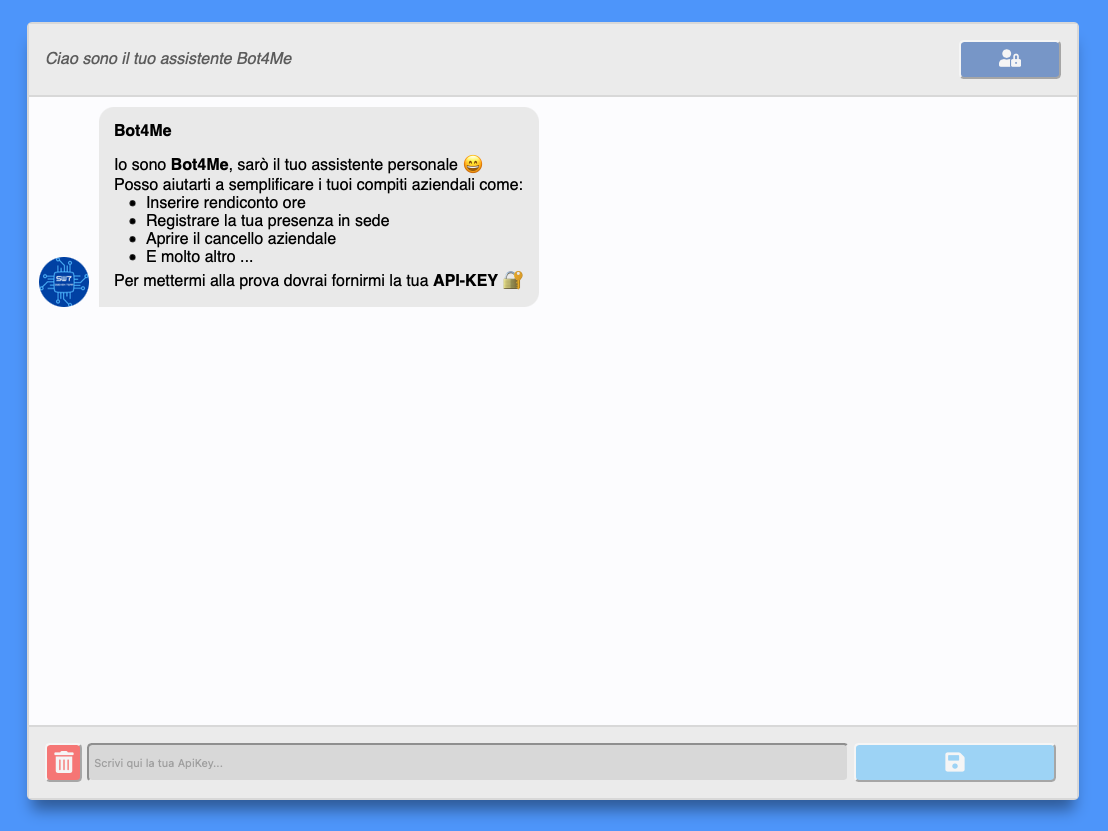 Ciao sono il tuo assistente Bot4Me
Bot4Me
Io sono Bot4Me, sarò il tuo assistente personale 😄
Posso aiutarti a semplificare i tuoi compiti aziendali come:
• Inserire rendiconto ore
• Registrare la tua presenza in sede
• Aprire il cancello aziendale
• E molto altro ...
Per mettermi alla prova dovrai fornirmi la tua API-KEY 🔐
Scrivi qui la tua ApiKey...